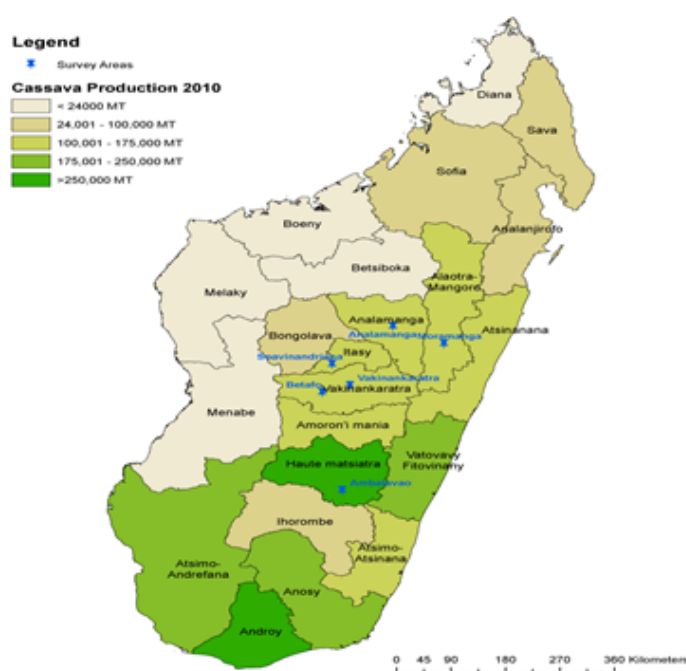 Legend
Survey Areas
Cassava Production 2010
< 24000 MT
24,001 - 100,000 MT
100,001 - 175,000 MT
175,001 - 250,000 MT
>250,000 MT
Diana
Sava
Sofia
Analanjirofo
Boeny
Betsiboka
Alaotra-
Mangoro
Melaky
Analamanga
Atsinanana
Bongolava
Analamanga
Moramanga
Itasy
Soavinandriana
Vakinankaratra
Betafo
Vakinankaratra
Menabe
Amoron'i mania
Haute matsiatra
Vatovavy
Fitovinany
Ambalavao
Ihorombe
Atsimo-
Atsinana
Atsimo-
Andrefana
Anosy
Androy
0 45 90 180 270 360 Kilometers